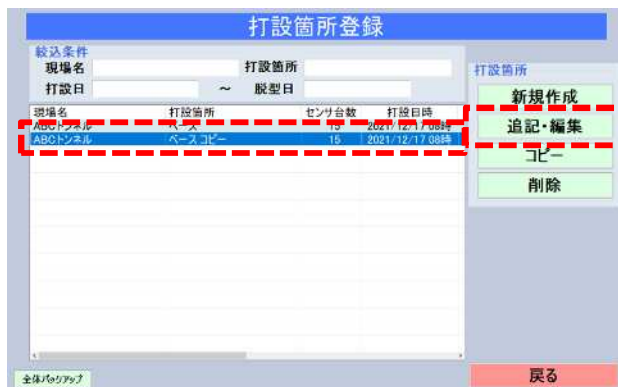 打設箇所登録
絞込条件
現場名 打設箇所
打設日 ~ 脱型日
現場名 打設箇所 センサ台数 打設日時
ABCトンネル ベース 15 2021/12/17 08時
ABCトンネル ベース コピー 15 2021/12/17 08時
打設箇所
新規作成
追記・編集
コピー
削除
全体バックアップ
戻る